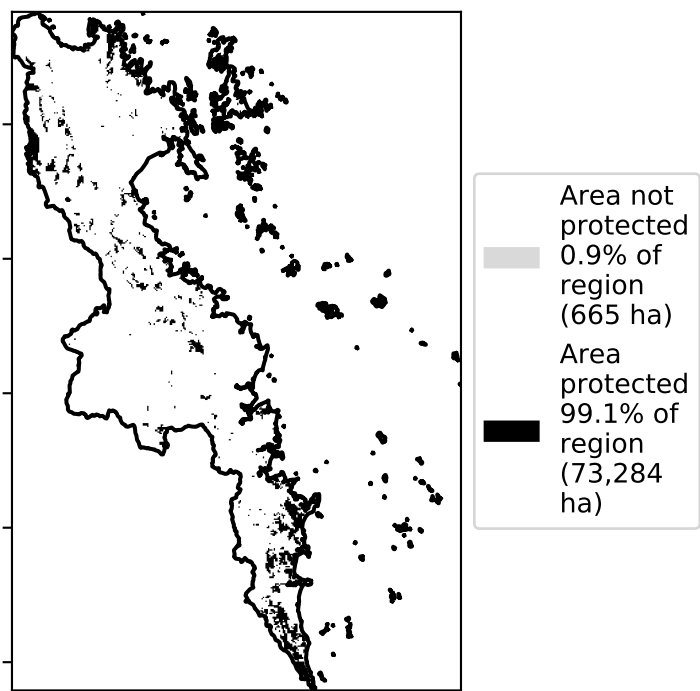 Area not
protected
0.9% of
region
(665 ha)
Area
protected
99.1% of
region
(73,284
ha)